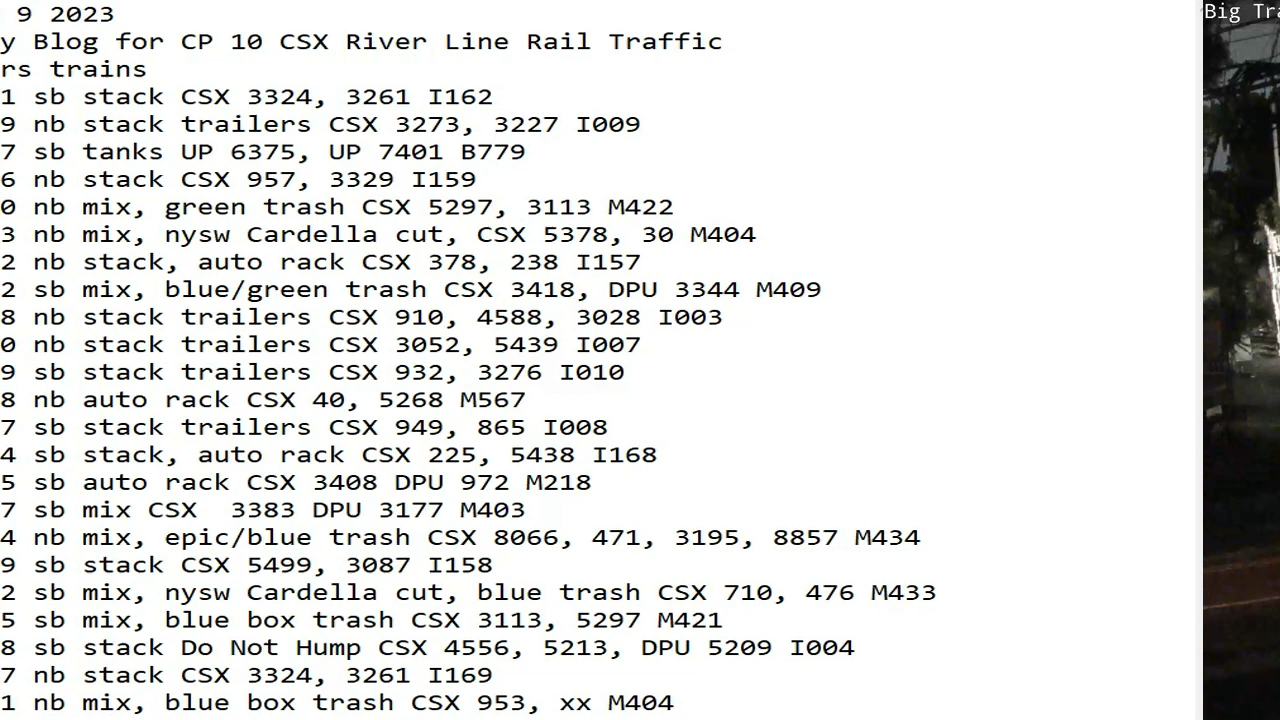 9 2023
y Blog for CP 10 CSX River Line Rail Traffic
rs trains
1 sb stack CSX 3324, 3261 I162
9 nb stack trailers CSX 3273, 3227 I009
7 sb tanks UP 6375, UP 7401 B779
6 nb stack CSX 957, 3329 I159
0 nb mix, green trash CSX 5297, 3113 M422
3 nb mix, nysw Cardella cut, CSX 5378, 30 M404
2 nb stack, auto rack CSX 378, 238 I157
2 sb mix, blue/green trash CSX 3418, DPU 3344 M409
8 nb stack trailers CSX 910, 4588, 3028 I003
0 nb stack trailers CSX 3052, 5439 I007
9 sb stack trailers CSX 932, 3276 I010
8 nb auto rack CSX 40, 5268 M567
7 sb stack trailers CSX 949, 865 I008
4 sb stack, auto rack CSX 225, 5438 I168
5 sb auto rack CSX 3408 DPU 972 M218
7 sb mix CSX  3383 DPU 3177 M403
4 nb mix, epic/blue trash CSX 8066, 471, 3195, 8857 M434
9 sb stack CSX 5499, 3087 I158
2 sb mix, nysw Cardella cut, blue trash CSX 710, 476 M433
5 sb mix, blue box trash CSX 3113, 5297 M421
8 sb stack Do Not Hump CSX 4556, 5213, DPU 5209 I004
7 nb stack CSX 3324, 3261 I169
1 nb mix, blue box trash CSX 953, xx M404
Big Tra